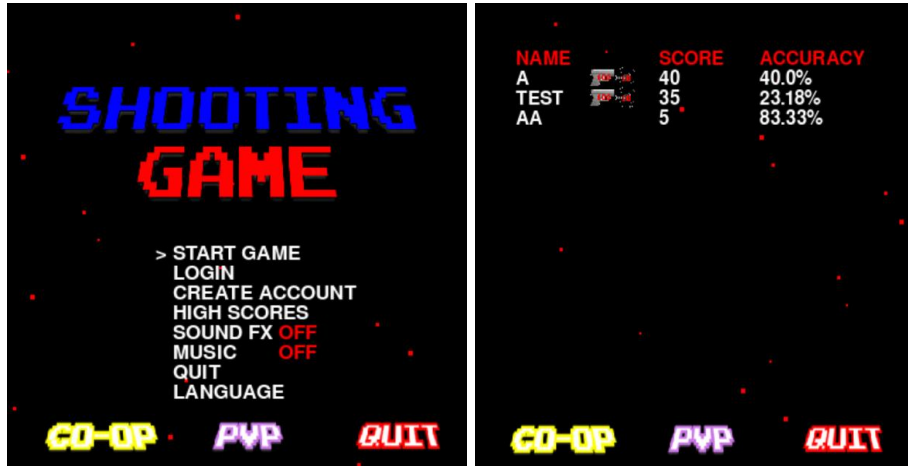 SHOOTING
GAME
> START GAME
LOGIN
CREATE ACCOUNT
HIGH SCORES
SOUND FX OFF
MUSIC OFF
QUIT
LANGUAGE
CO-OP PVP QUIT
NAME SCORE ACCURACY
A 40 40.0%
TEST 35 23.18%
AA 5 83.33%
CO-OP PVP QUIT